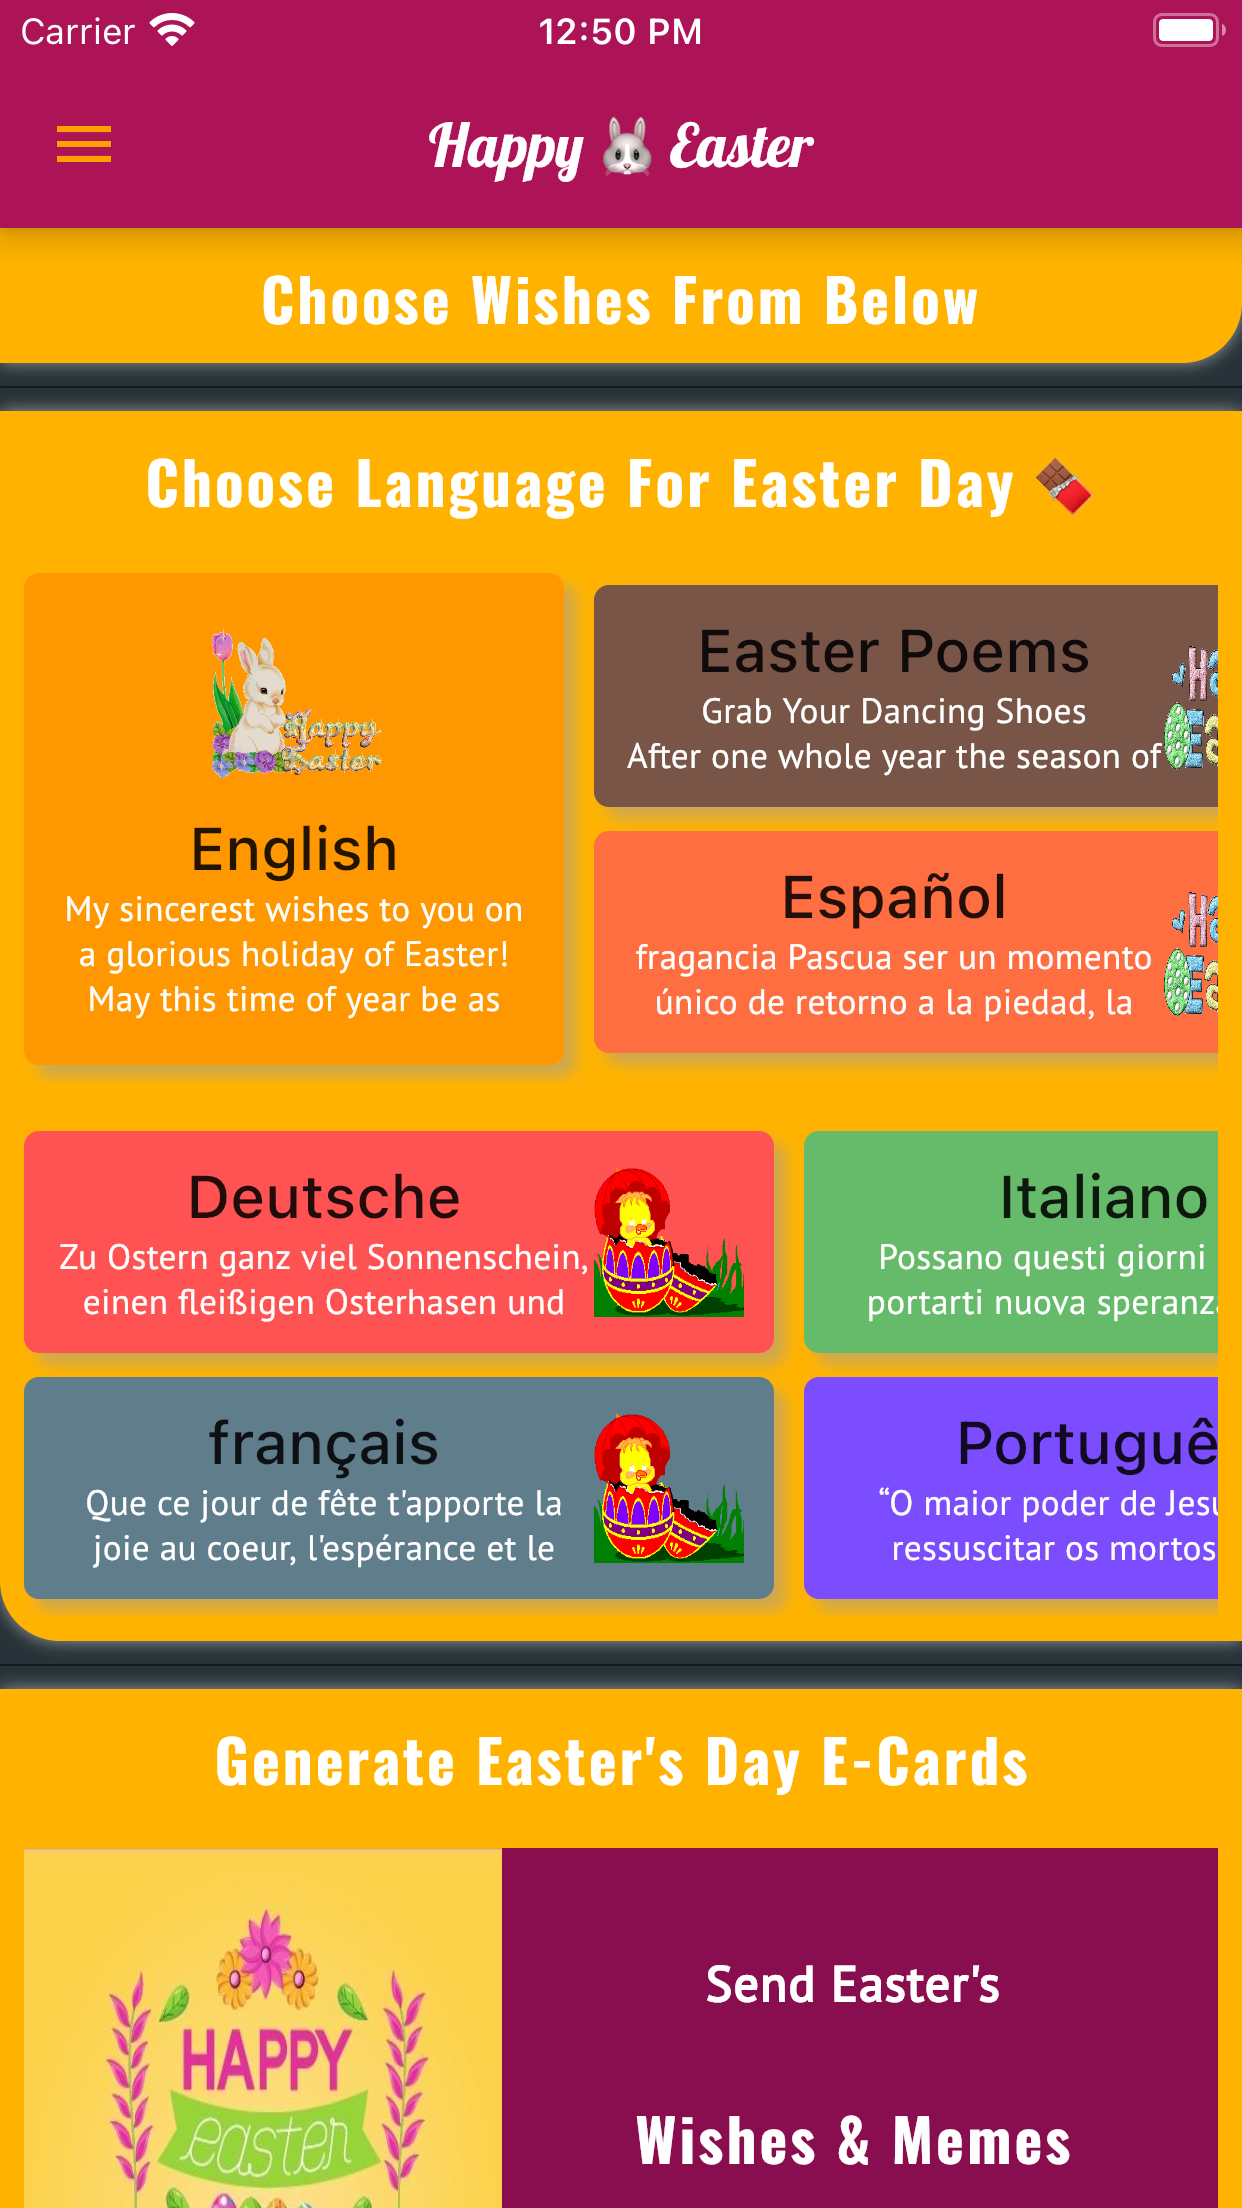 Carrier 12:50 PM
Happy 🐰 Easter
Choose Wishes From Below
Choose Language For Easter Day 🍫
Happy
Easter
English
My sincerest wishes to you on
a glorious holiday of Easter!
May this time of year be as
Easter Poems
Grab Your Dancing Shoes
After one whole year the season of
Español
fragancia Pascua ser un momento
único de retorno a la piedad, la
Deutsche
Zu Ostern ganz viel Sonnenschein,
einen fleißigen Osterhasen und
Italiano
Possano questi giorni
portarti nuova speranza
français
Que ce jour de fête t'apporte la
joie au coeur, l'espérance et le
Portuguê
“O maior poder de Jesu
ressuscitar os mortos
Generate Easter's Day E-Cards
HAPPY
easter
Send Easter's
Wishes & Memes